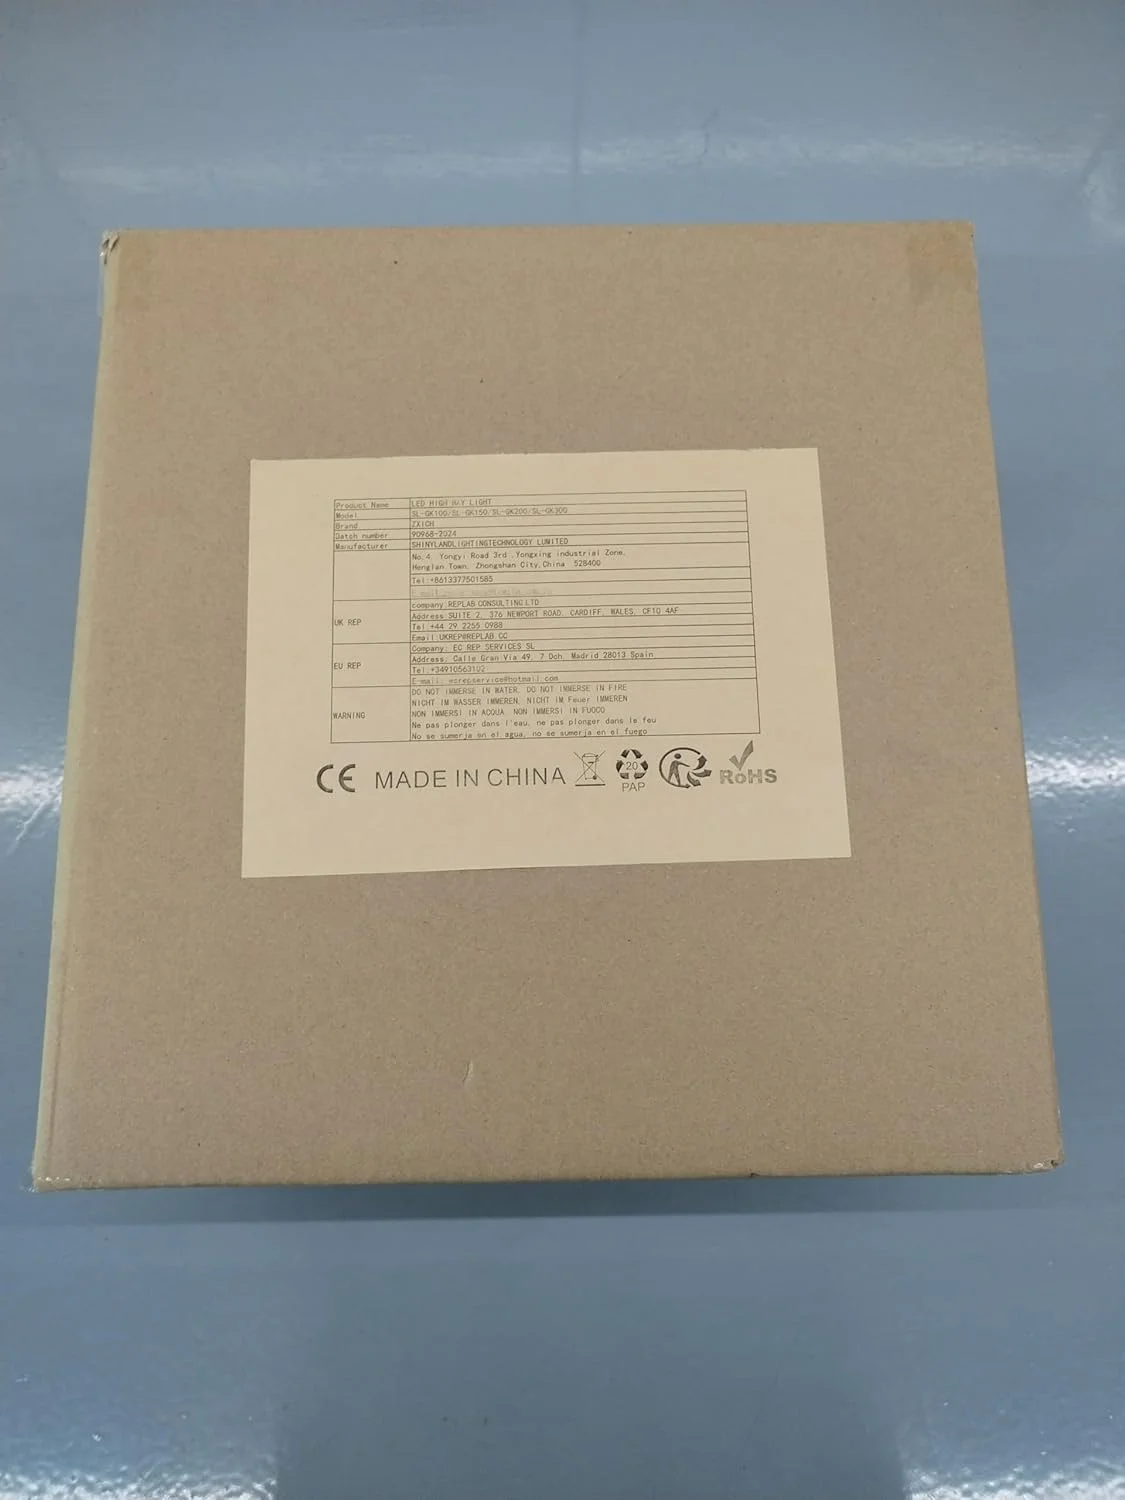 Product Name LED HIGH BAY LIGHT
Model SL-GK100/SL-GK150/SL-GK200/SL-GK300
Brand ZXICH
Batch number 90968-2024
Manufacturer SHINYLANDLIGHTINGTECHNOLOGY LUMITED
No.4, Yongyi Road 3rd ,Yongxing industrial Zone,
Henglan Town, Zhongshan City,China 528400
Tel:+8613377501585
E-mail:
UK REP
company:REPLAB CONSULTING LTD
Address:SUITE 2, 376 NEWPORT ROAD, CARDIFF, WALES, CF10 4AF
Tel:+44 29 2255 0988
Email:UKREP@REPLAB.CC
EU REP
Company: EC REP SERVICES SL
Address: Calle Gran Via 49, 7 Dch, Madrid 28013 Spain
Tel:+34910563102
E-mail: ecrepservice@hotmail.com
WARNING
DO NOT IMMERSE IN WATER, DO NOT IMMERSE IN FIRE
NICHT IM WASSER IMMEREN, NICHT IM Feuer IMMEREN
NON IMMERSI IN ACQUA, NON IMMERSI IN FUOCO
Ne pas plonger dans l'eau, ne pas plonger dans le feu
No se sumerja en el agua, no se sumerja en el fuego
CE MADE IN CHINA 20 PAP RoHS